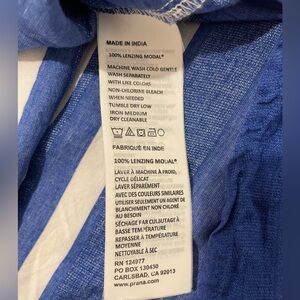 MADE IN INDIA
100% LENZING MODAL®
MACHINE WASH COLD GENTLE
WASH SEPARATELY
WITH LIKE COLORS
NON-CHLORINE BLEACH
WHEN NEEDED
TUMBLE DRY LOW
IRON MEDIUM
DRY CLEANABLE
FABRIQUÉ EN INDE
100% LENZING MODAL®
LAVER À MACHINE À FROID,
CYCLE DÉLICAT
LAVER SÉPARÉMENT
AVEC DES COULEURS SIMILAIRES
UTILISER SEULEMENT UN AGENT DE
BLANCHIMENT NON CHLORÉ
AU BESOIN
SÉCHAGE PAR CULBUTAGE À
BASSE TEMPÉRATURE
REPASSER À TEMPÉRATURE
MOYENNE
NETTOYABLE À SEC
RN 124977
PO BOX 130430
CARLSBAD, CA 92013
www.prana.com